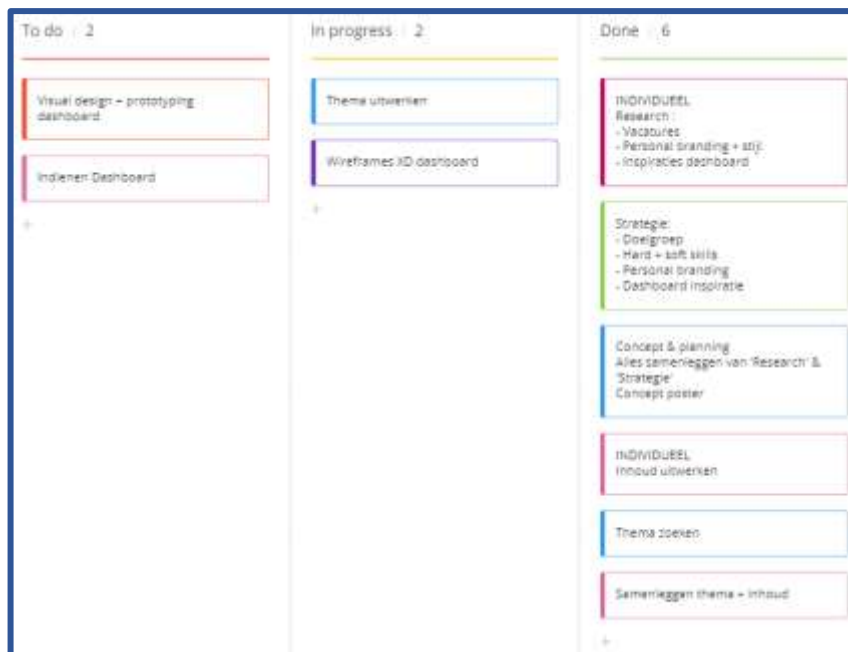 To do 2
Visual design + prototyping
dashboard
Indienen Dashboard
+
In progress 2
Thema uitwerken
Wireframes XD dashboard
+
Done 6
INDIVIDUEEL
Research :
- Vacatures
- Personal branding + stijl
- Inspiraties dashboard
Strategie:
- Doelgroep
- Hard + soft skills
- Personal branding
- Dashboard inspiratie
Concept & planning
Alles samenleggen van 'Research' &
'Strategie'
Concept poster
INDIVIDUEEL
Inhoud uitwerken
Thema zoeken
Samenleggen thema + inhoud
+